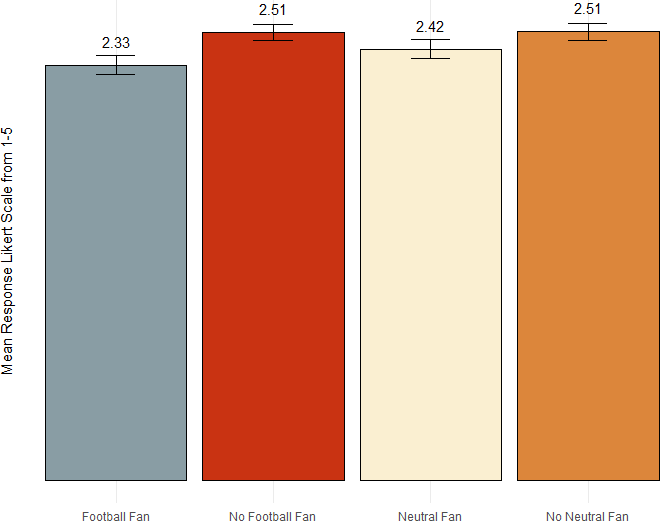 2.33
2.51
2.42
2.51
Mean Response Likert Scale from 1-5
Football Fan
No Football Fan
Neutral Fan
No Neutral Fan